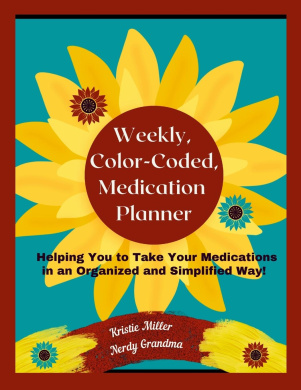 Weekly,
Color-Coded,
Medication
Planner
Helping You to Take Your Medications
in an Organized and Simplified Way!
Kristie Miller
Nerdy Grandma